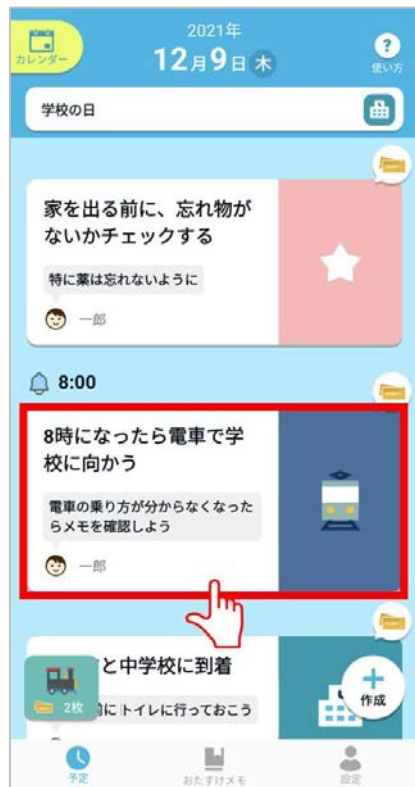 2021年
カレンダー
12月9日 木
?
使い方
学校の日
家を出る前に、忘れ物が
ないかチェックする
特に薬は忘れないように
一郎
8:00
8時になったら電車で学
校に向かう
電車の乗り方が分からなくなった
らメモを確認しよう
一郎
と中学校に到着
2枚
前にトイレに行っておこう
+
作成
予定
おたすけメモ
設定